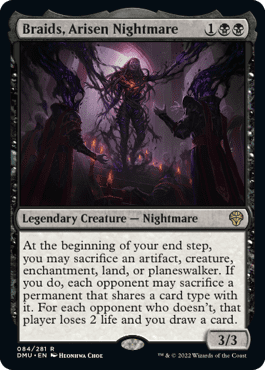 Braids, Arisen Nightmare 1
Legendary Creature — Nightmare
At the beginning of your end step,
you may sacrifice an artifact, creature,
enchantment, land, or planeswalker. If
you do, each opponent may sacrifice a
permanent that shares a card type with
it. For each opponent who doesn't, that
player loses 2 life and you draw a card.
3/3
084/281 R
DMU • EN HEONHWA CHOE
™ & © 2022 Wizards of the Coast